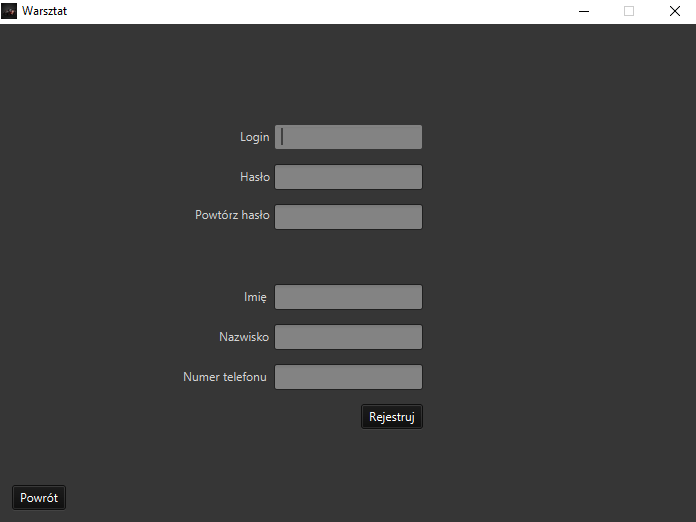 Warsztat
Login
Hasło
Powtórz hasło
Imię
Nazwisko
Numer telefonu
Rejestruj
Powrót